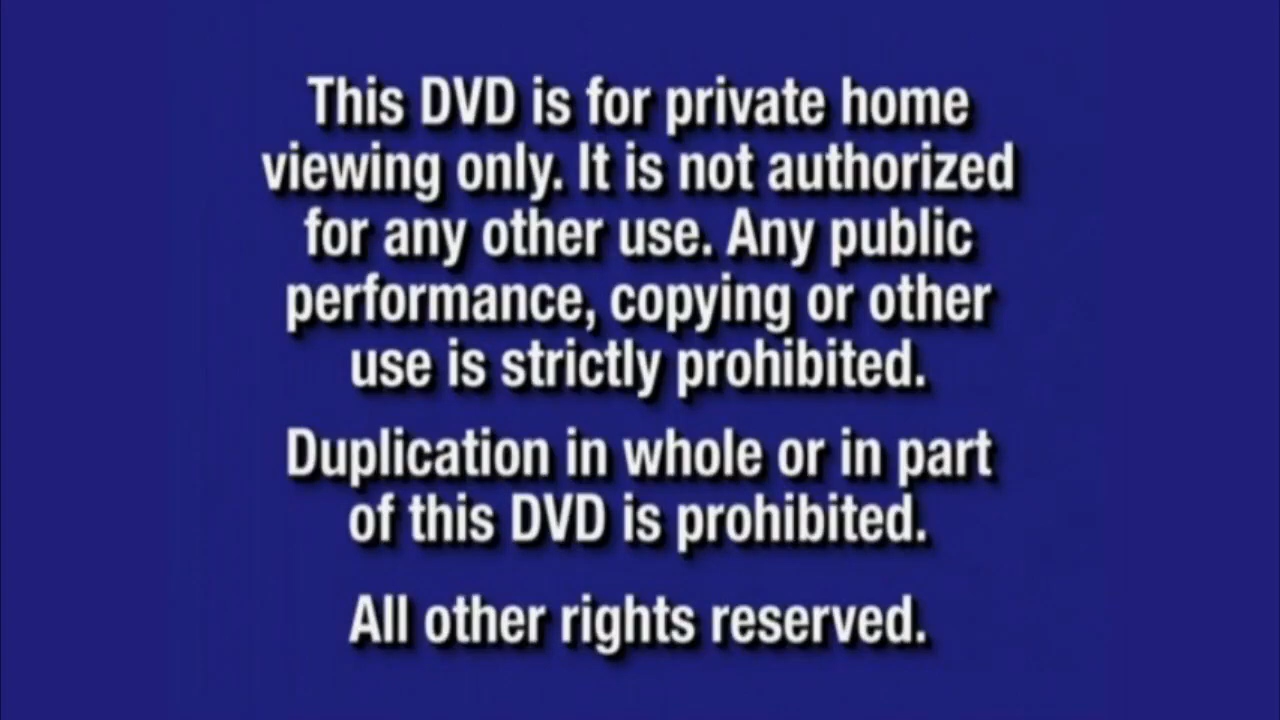 This DVD is for private home
viewing only. It is not authorized
for any other use. Any public
performance, copying or other
use is strictly prohibited.
Duplication in whole or in part
of this DVD is prohibited.
All other rights reserved.